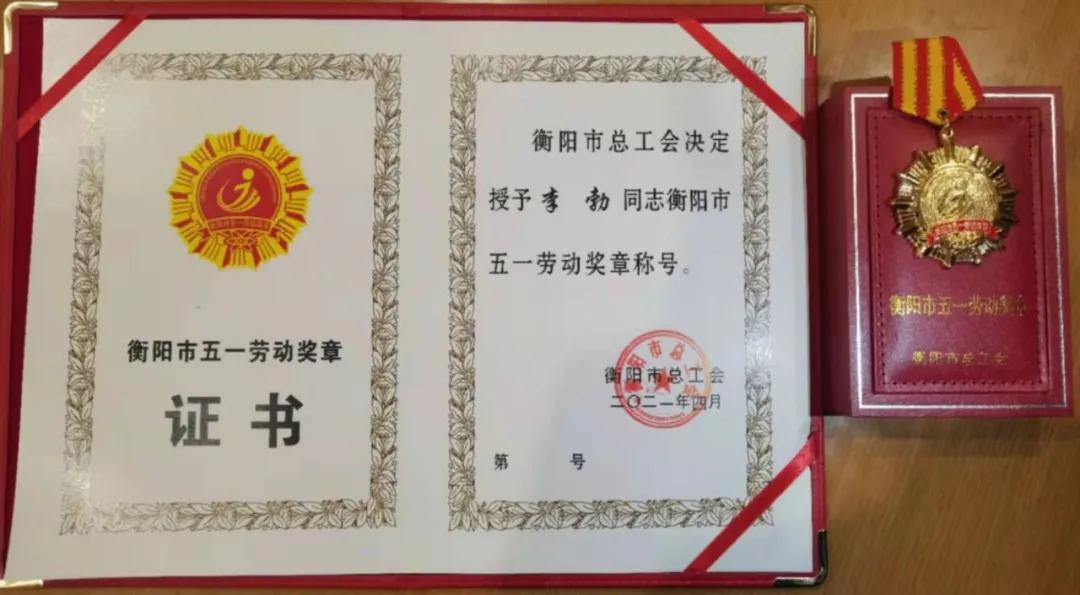 衡阳市五一劳动奖章
证书
衡阳市总工会决定
授予李 勃同志衡阳市
五一劳动奖章称号。
衡阳市总工会
二〇二一年四月
第 号
衡阳市五一劳动奖章
衡阳市总工会